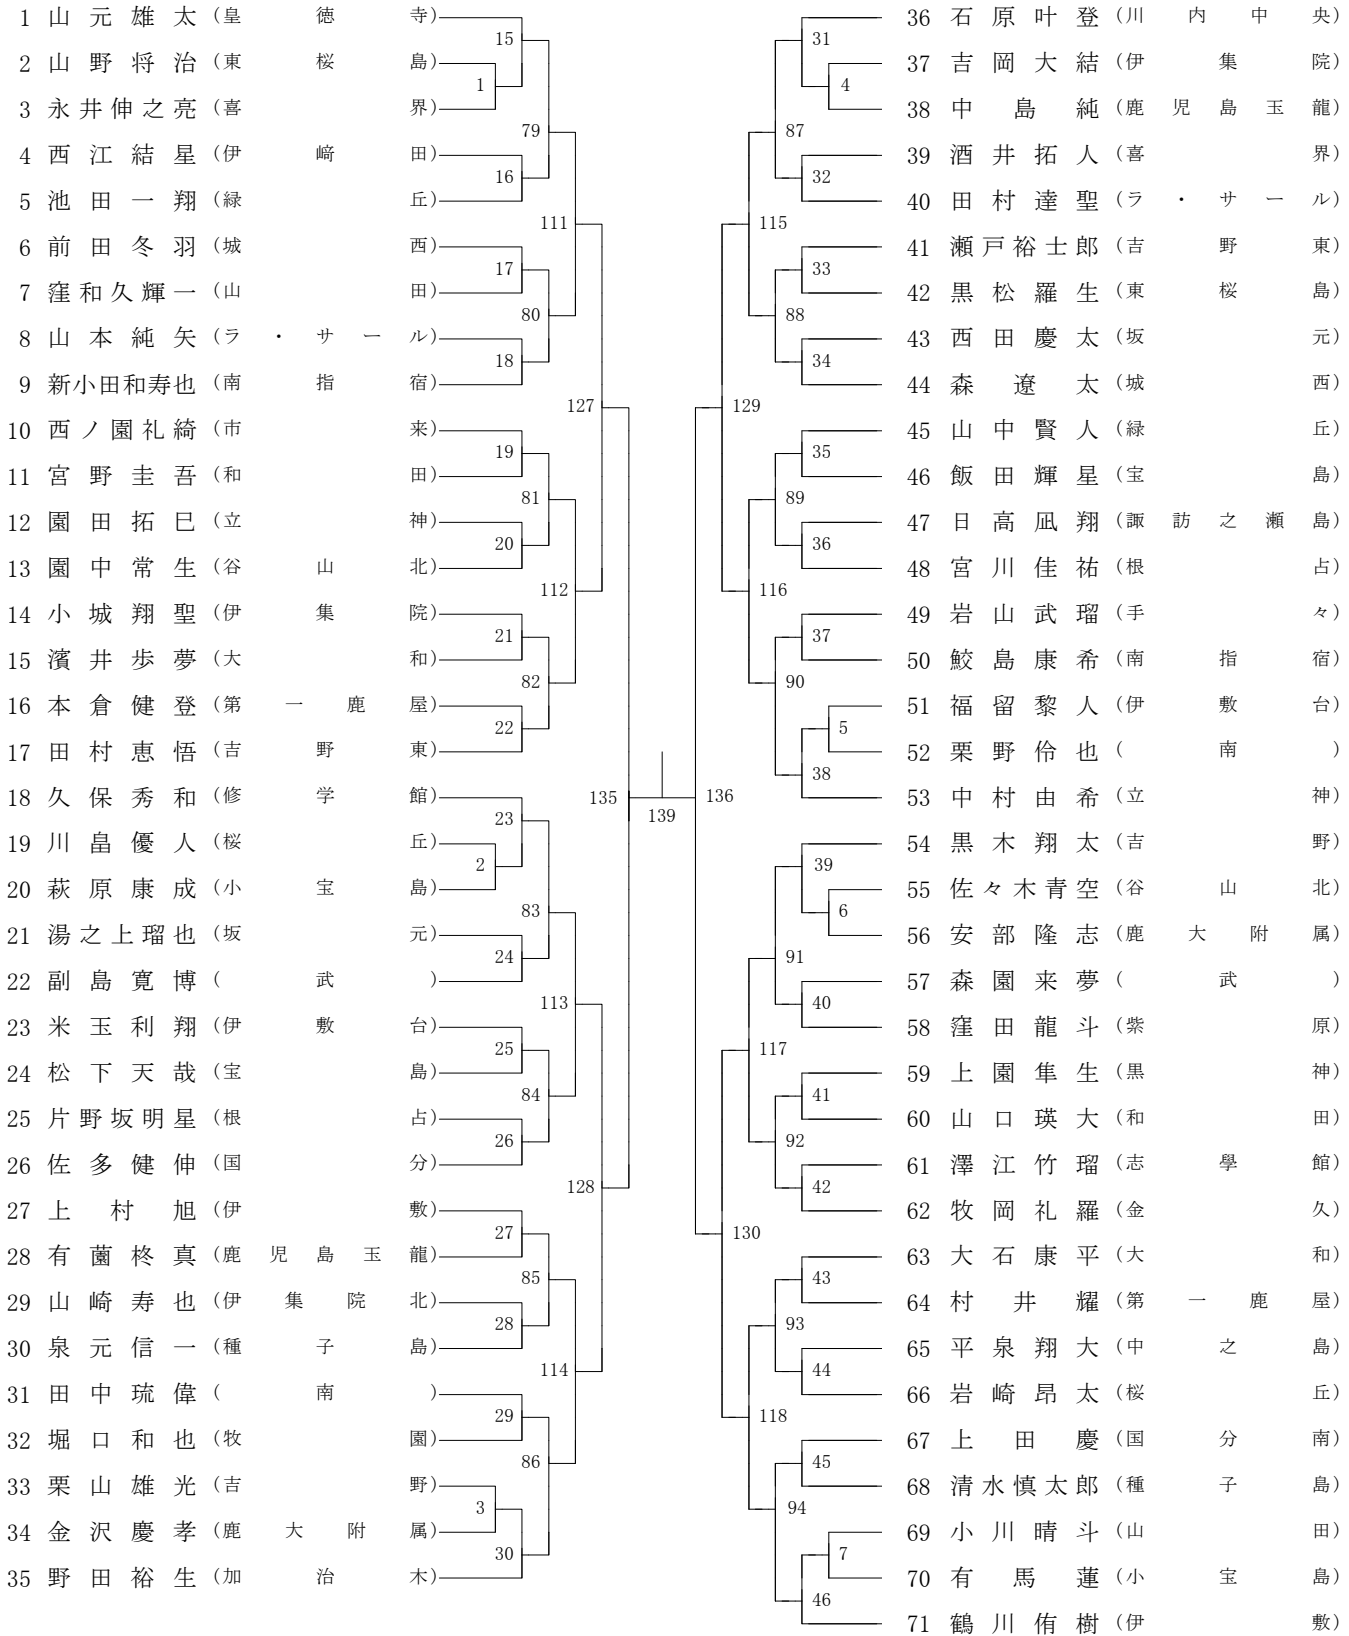 1 山元雄太（皇徳寺）
2 山野将治（東桜島）
3 永井伸之亮（喜界）
4 西江結星（伊﨑田）
5 池田一翔（緑丘）
6 前田冬羽（城西）
7 窪和久輝一（山田）
8 山本純矢（ラ・サール）
9 新小田和寿也（南指宿）
10 西ノ園礼綺（市来）
11 宮野圭吾（和田）
12 園田拓巳（立神）
13 園中常生（谷山北）
14 小城翔聖（伊集院）
15 濱井歩夢（大和）
16 本倉健登（第一鹿屋）
17 田村恵悟（吉野東）
18 久保秀和（修学館）
19 川畠優人（桜丘）
20 萩原康成（小宝島）
21 湯之上瑠也（坂元）
22 副島寛博（武）
23 米玉利翔（伊敷台）
24 松下天哉（宝島）
25 片野坂明星（根占）
26 佐多健伸（国分）
27 上村旭（伊敷）
28 有薗柊真（鹿児島玉龍）
29 山崎寿也（伊集院北）
30 泉元信一（種子島）
31 田中琉偉（南）
32 堀口和也（牧園）
33 栗山雄光（吉野）
34 金沢慶孝（鹿大附属）
35 野田裕生（加治木）
15
1
79
16
111
17
80
18
127
19
81
20
112
21
82
22
135
23
2
83
24
113
25
84
26
128
27
85
28
114
29
86
3
30
139
36 石原叶登（川内中央）
37 吉岡大結（伊集院）
38 中島純（鹿児島玉龍）
39 酒井拓人（喜界）
40 田村達聖（ラ・サール）
41 瀬戸裕士郎（吉野東）
42 黒松羅生（東桜島）
43 西田慶太（坂元）
44 森遼太（城西）
45 山中賢人（緑丘）
46 飯田輝星（宝島）
47 日高凪翔（諏訪之瀬島）
48 宮川佳祐（根占）
49 岩山武瑠（手々）
50 鮫島康希（南指宿）
51 福留黎人（伊敷台）
52 栗野伶也（南）
53 中村由希（立神）
54 黒木翔太（吉野）
55 佐々木青空（谷山北）
56 安部隆志（鹿大附属）
57 森園来夢（武）
58 窪田龍斗（紫原）
59 上園隼生（黒神）
60 山口瑛大（和田）
61 澤江竹瑠（志學館）
62 牧岡礼羅（金久）
63 大石康平（大和）
64 村井耀（第一鹿屋）
65 平泉翔大（中之島）
66 岩崎昂太（桜丘）
67 上田慶（国分南）
68 清水慎太郎（種子島）
69 小川晴斗（山田）
70 有馬蓮（小宝島）
71 鶴川侑樹（伊敷）
31
4
87
32
115
33
88
34
129
35
89
36
116
37
90
5
38
136
39
6
91
40
117
41
92
42
130
43
93
44
118
45
94
7
46